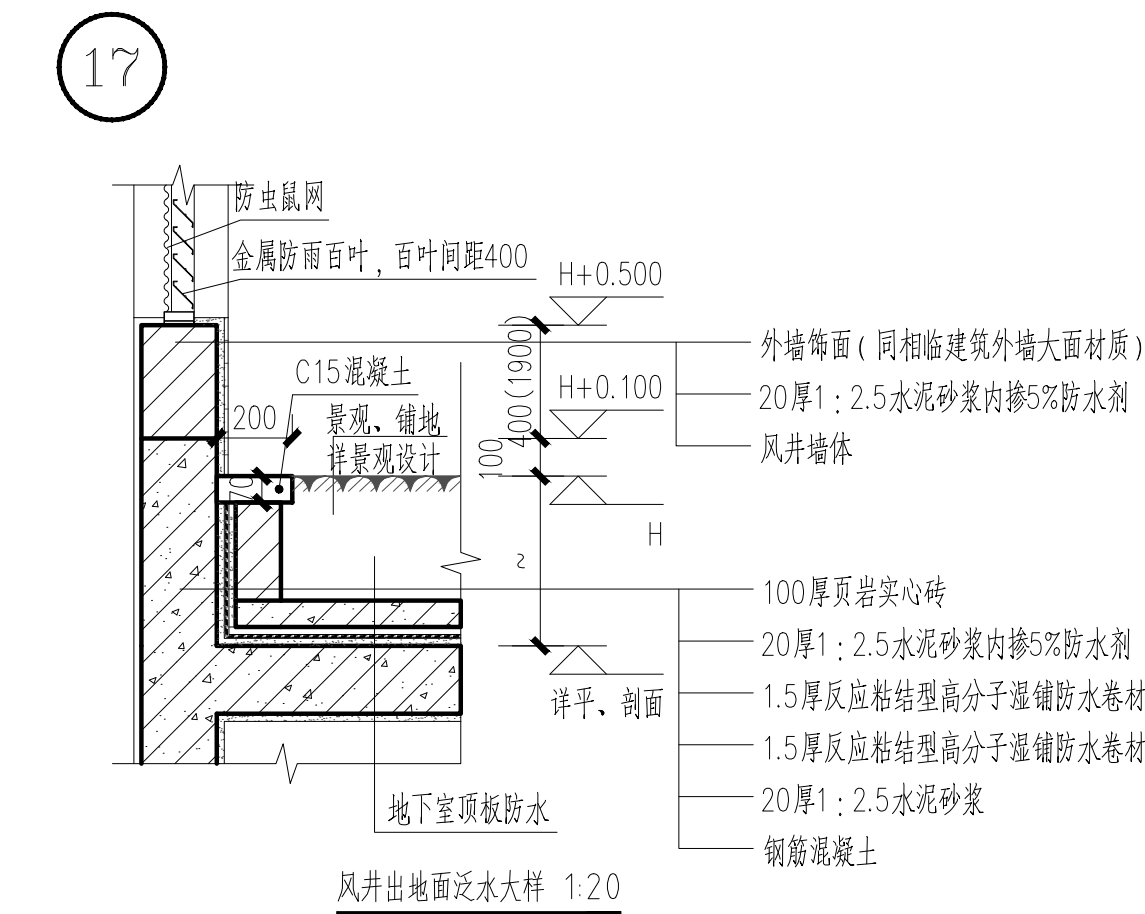 17
防虫鼠网
金属防雨百叶，百叶间距400
H+0.500
外墙饰面（同相临建筑外墙大面材质）
C15混凝土
400(1900)
H+0.100
20厚1：2.5水泥砂浆内掺5%防水剂
200
景观、铺地
详景观设计
风井墙体
100
70
H
~
100厚页岩实心砖
20厚1：2.5水泥砂浆内掺5%防水剂
详平、剖面
1.5厚反应粘结型高分子湿铺防水卷材
1.5厚反应粘结型高分子湿铺防水卷材
地下室顶板防水
20厚1：2.5水泥砂浆
钢筋混凝土
风井出地面泛水大样 1:20